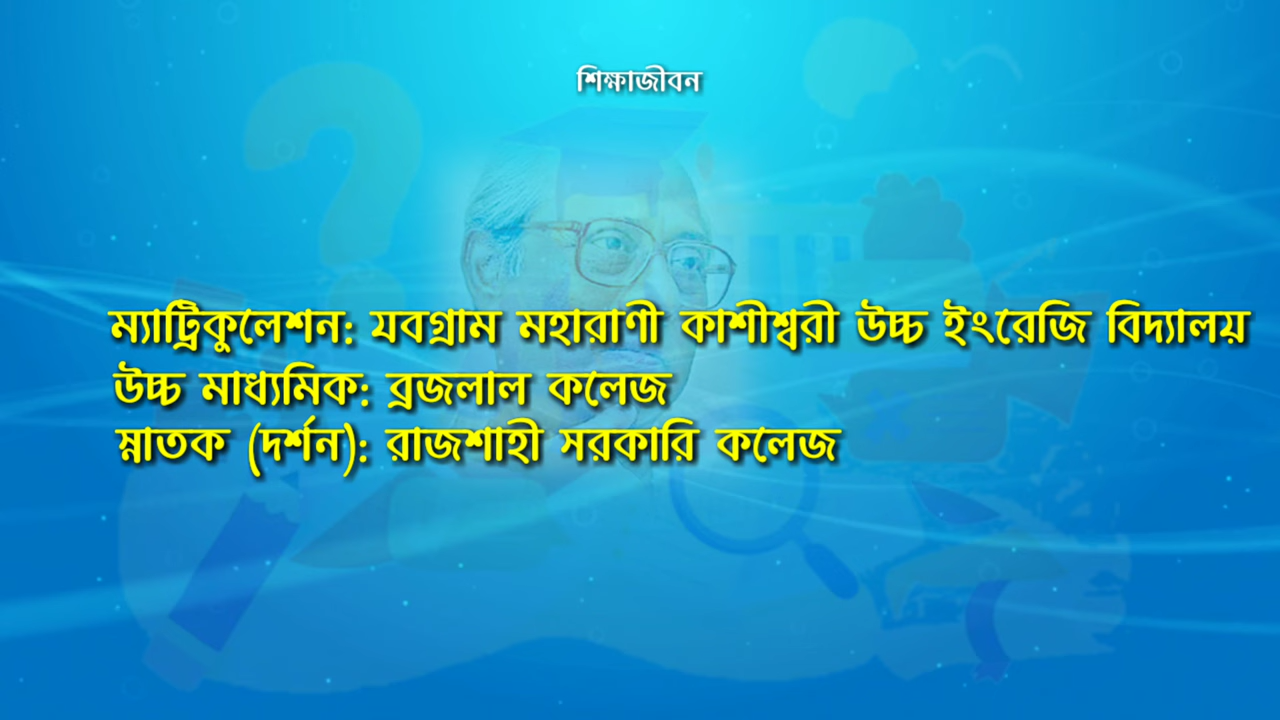 শিক্ষাজীবন
ম্যাট্রিকুলেশন: যবগ্রাম মহারাণী কাশীশ্বরী উচ্চ ইংরেজি বিদ্যালয়
উচ্চ মাধ্যমিক: ব্রজলাল কলেজ
স্নাতক (দর্শন): রাজশাহী সরকারি কলেজ